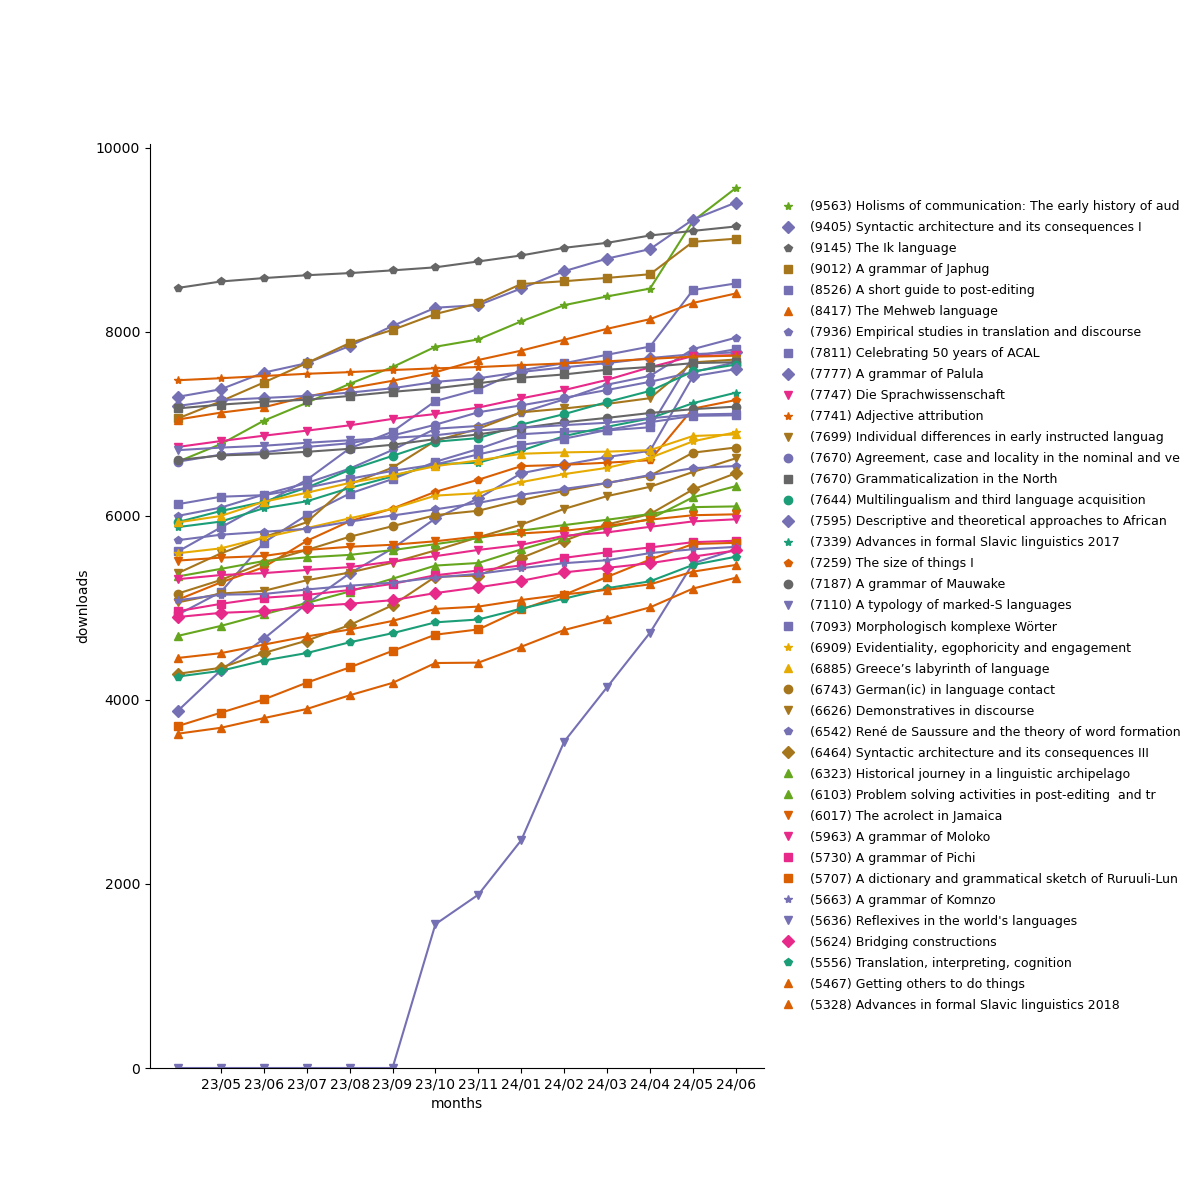 10000
8000
6000
4000
2000
0
downloads
23/05 23/06 23/07 23/08 23/09 23/10 23/11 24/01 24/02 24/03 24/04 24/05 24/06
months
(9563) Holisms of communication: The early history of aud
(9405) Syntactic architecture and its consequences I
(9145) The Ik language
(9012) A grammar of Japhug
(8526) A short guide to post-editing
(8417) The Mehweb language
(7936) Empirical studies in translation and discourse
(7811) Celebrating 50 years of ACAL
(7777) A grammar of Palula
(7747) Die Sprachwissenschaft
(7741) Adjective attribution
(7699) Individual differences in early instructed languag
(7670) Agreement, case and locality in the nominal and ve
(7670) Grammaticalization in the North
(7644) Multilingualism and third language acquisition
(7595) Descriptive and theoretical approaches to African
(7339) Advances in formal Slavic linguistics 2017
(7259) The size of things I
(7187) A grammar of Mauwake
(7110) A typology of marked-S languages
(7093) Morphologisch komplexe Wörter
(6909) Evidentiality, egophoricity and engagement
(6885) Greece’s labyrinth of language
(6743) German(ic) in language contact
(6626) Demonstratives in discourse
(6542) René de Saussure and the theory of word formation
(6464) Syntactic architecture and its consequences III
(6323) Historical journey in a linguistic archipelago
(6103) Problem solving activities in post-editing  and tr
(6017) The acrolect in Jamaica
(5963) A grammar of Moloko
(5730) A grammar of Pichi
(5707) A dictionary and grammatical sketch of Ruruuli-Lun
(5663) A grammar of Komnzo
(5636) Reflexives in the world's languages
(5624) Bridging constructions
(5556) Translation, interpreting, cognition
(5467) Getting others to do things
(5328) Advances in formal Slavic linguistics 2018